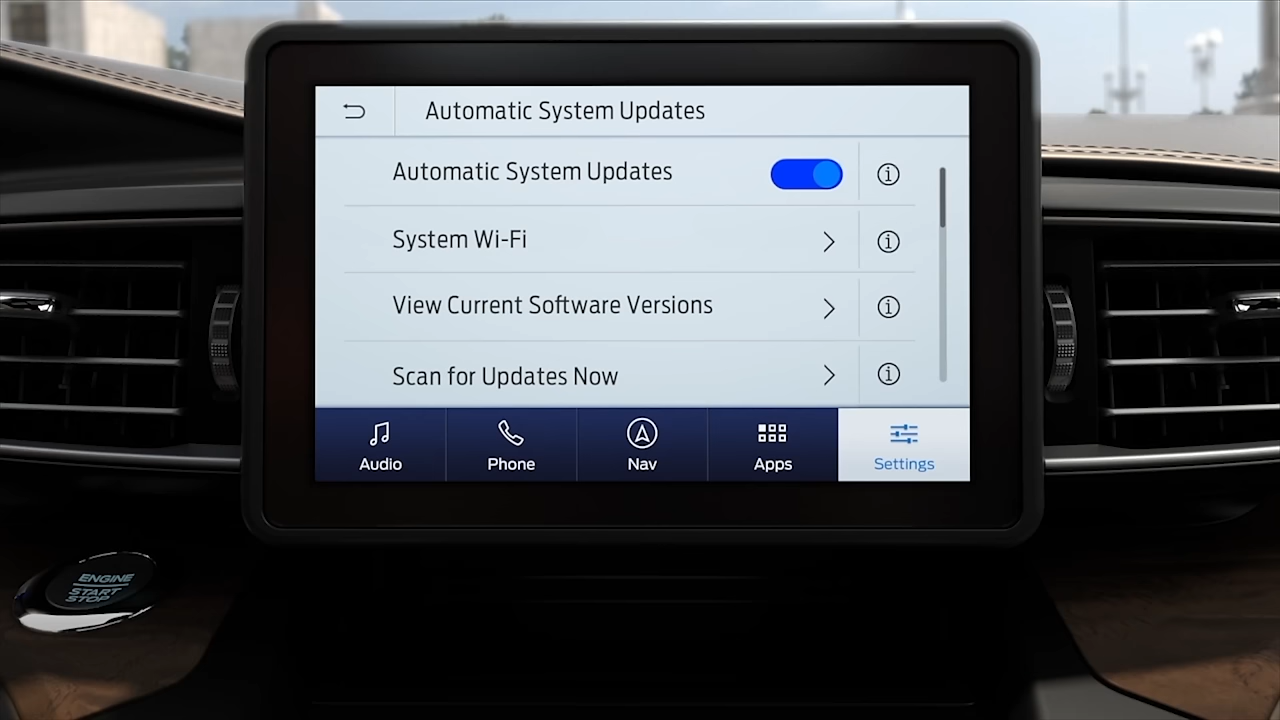 Automatic System Updates
Automatic System Updates
System Wi-Fi
View Current Software Versions
Scan for Updates Now
Audio
Phone
Nav
Apps
Settings
ENGINE
START
STOP